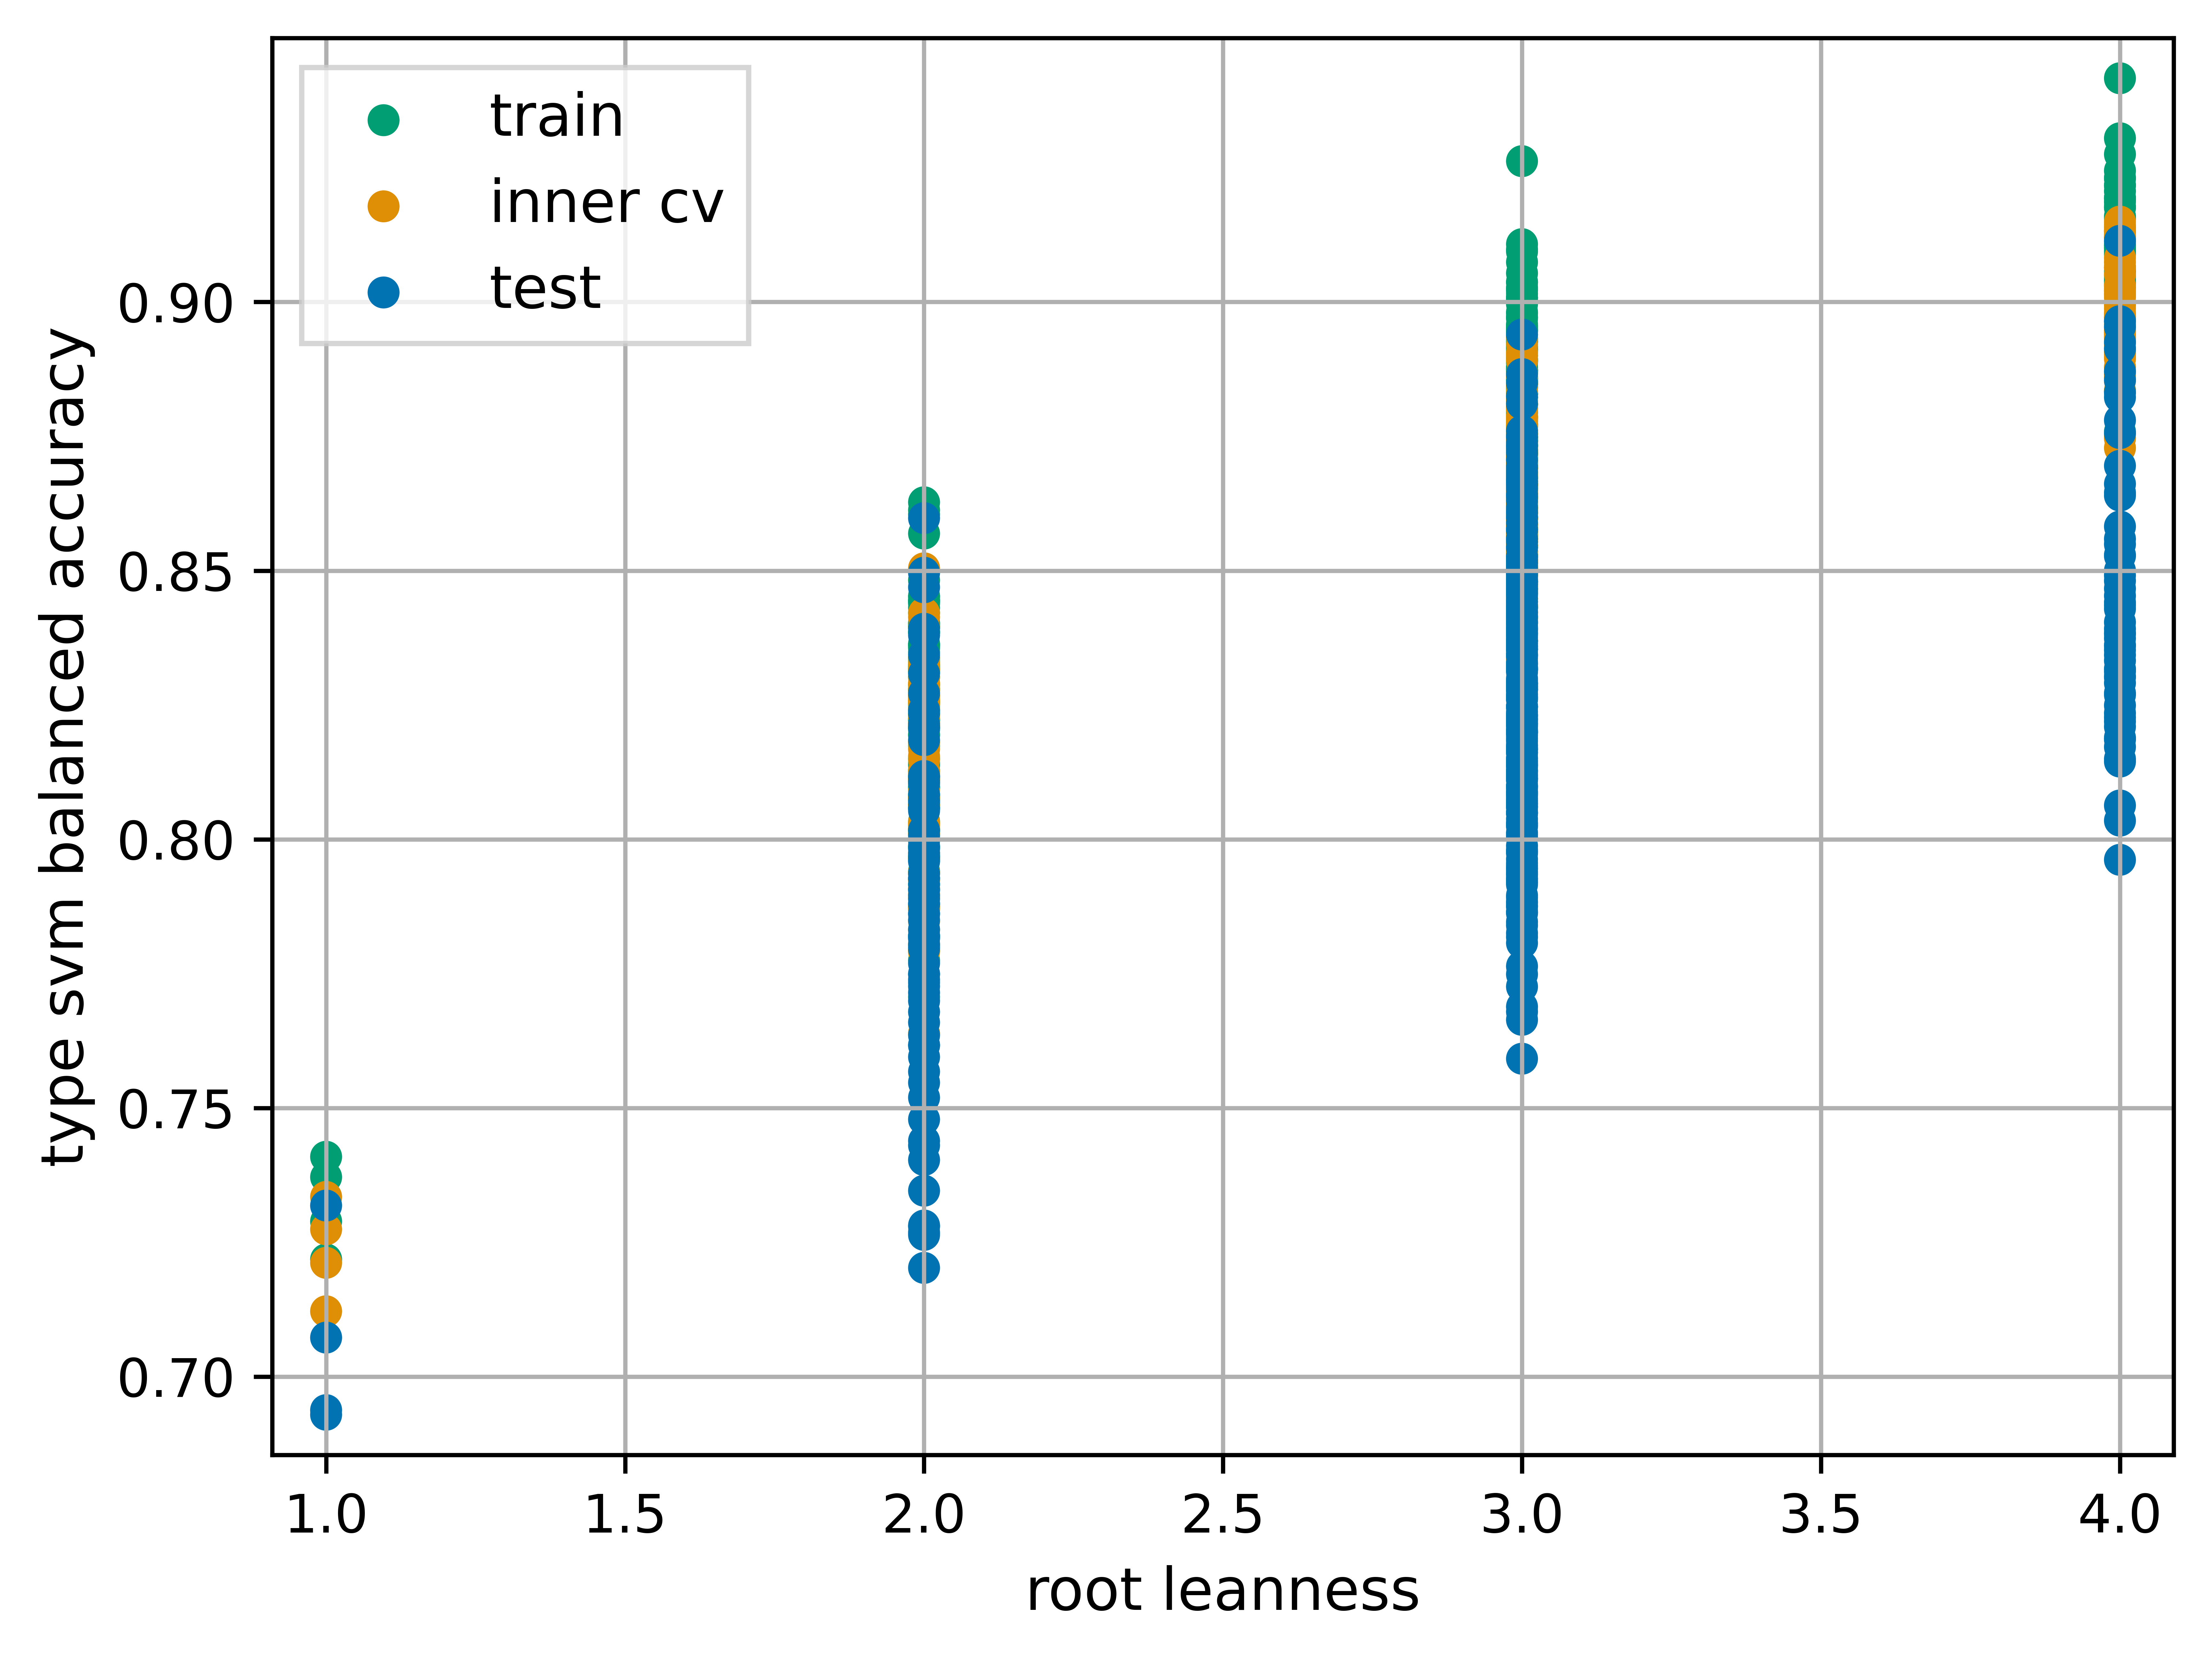 train
inner cv
test
0.90
0.85
0.80
0.75
0.70
type svm balanced accuracy
1.0 1.5 2.0 2.5 3.0 3.5 4.0
root leanness